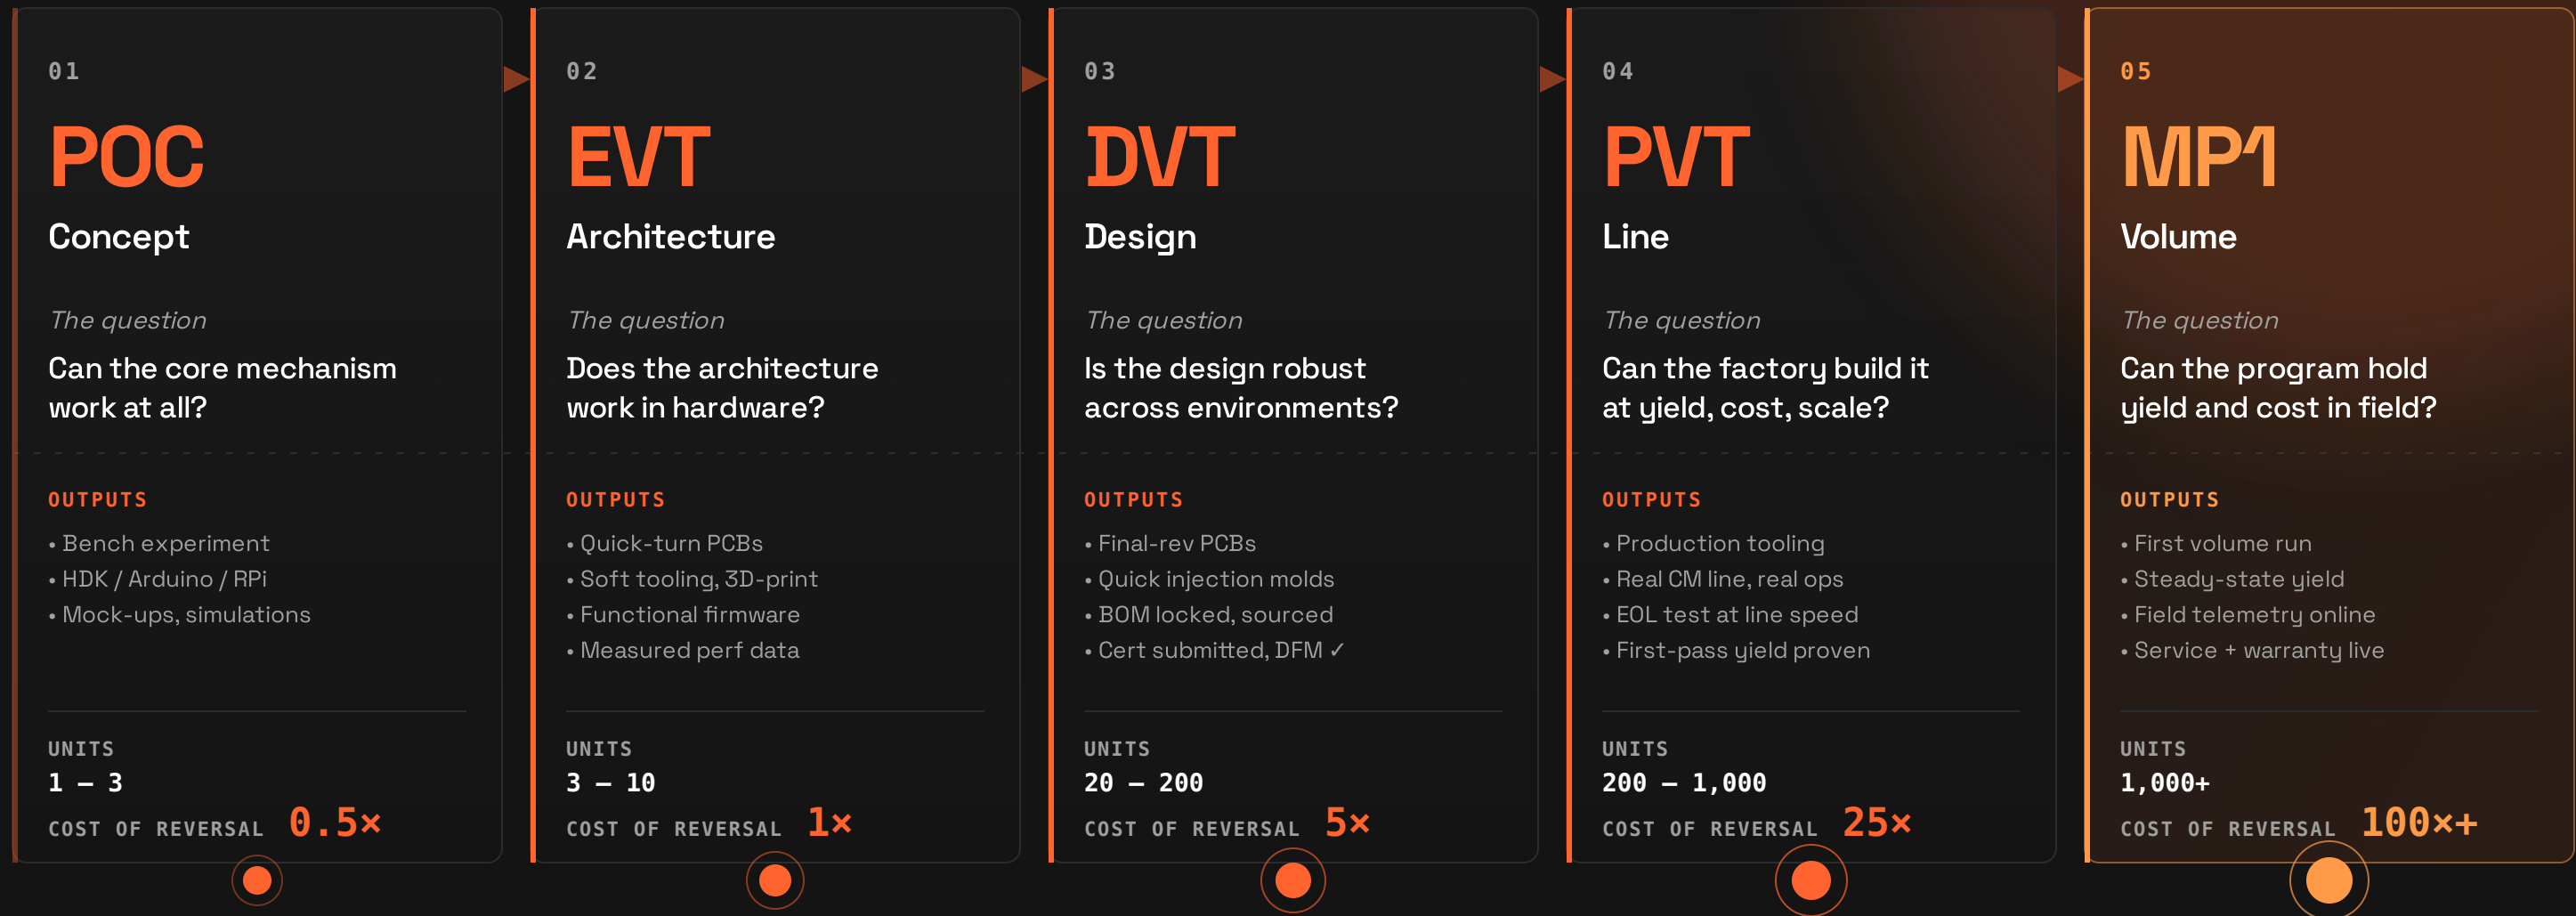 01
POC
Concept
The question
Can the core mechanism
work at all?
OUTPUTS
• Bench experiment
• HDK / Arduino / RPi
• Mock-ups, simulations
UNITS
1 – 3
COST OF REVERSAL 0.5×
02
EVT
Architecture
The question
Does the architecture
work in hardware?
OUTPUTS
• Quick-turn PCBs
• Soft tooling, 3D-print
• Functional firmware
• Measured perf data
UNITS
3 – 10
COST OF REVERSAL 1×
03
DVT
Design
The question
Is the design robust
across environments?
OUTPUTS
• Final-rev PCBs
• Quick injection molds
• BOM locked, sourced
• Cert submitted, DFM ✓
UNITS
20 – 200
COST OF REVERSAL 5×
04
PVT
Line
The question
Can the factory build it
at yield, cost, scale?
OUTPUTS
• Production tooling
• Real CM line, real ops
• EOL test at line speed
• First-pass yield proven
UNITS
200 – 1,000
COST OF REVERSAL 25×
05
MP1
Volume
The question
Can the program hold
yield and cost in field?
OUTPUTS
• First volume run
• Steady-state yield
• Field telemetry online
• Service + warranty live
UNITS
1,000+
COST OF REVERSAL 100×+